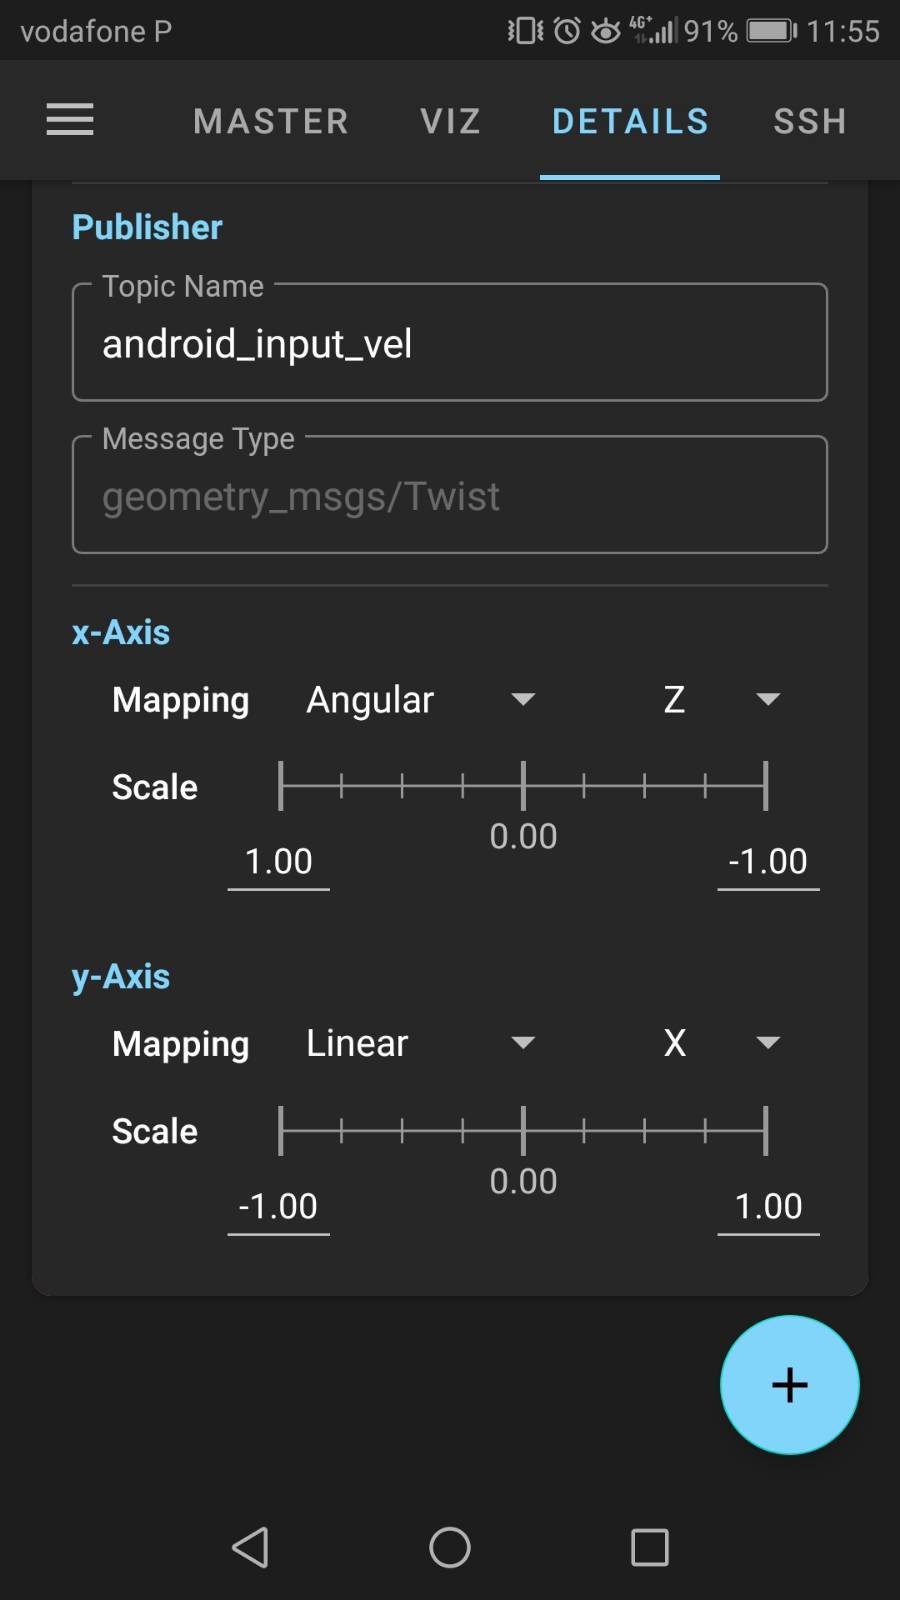 vodafone P 4G+ 91% 11:55
MASTER VIZ DETAILS SSH
Publisher
Topic Name
android_input_vel
Message Type
geometry_msgs/Twist
x-Axis
Mapping Angular Z
Scale
0.00
1.00 -1.00
y-Axis
Mapping Linear X
Scale
0.00
-1.00 1.00
+